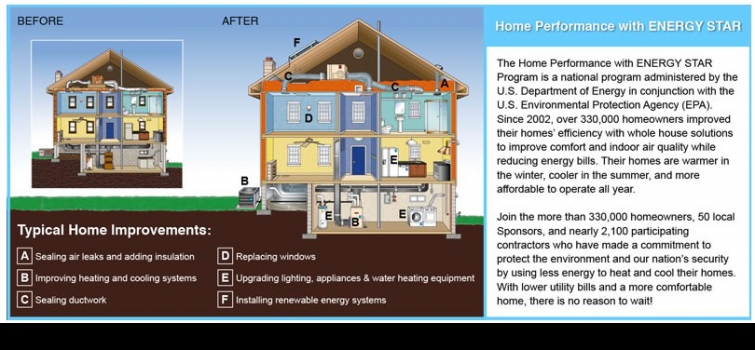 BEFORE
AFTER
F
C
C
A
D
E
B
E
B
E
Typical Home Improvements:
A Sealing air leaks and adding insulation
B Improving heating and cooling systems
C Sealing ductwork
D Replacing windows
E Upgrading lighting, appliances & water heating equipment
F Installing renewable energy systems
Home Performance with ENERGY STAR
The Home Performance with ENERGY STAR
Program is a national program administered by the
U.S. Department of Energy in conjunction with the
U.S. Environmental Protection Agency (EPA).
Since 2002, over 330,000 homeowners improved
their homes' efficiency with whole house solutions
to improve comfort and indoor air quality while
reducing energy bills. Their homes are warmer in
the winter, cooler in the summer, and more
affordable to operate all year.
Join the more than 330,000 homeowners, 50 local
Sponsors, and nearly 2,100 participating
contractors who have made a commitment to
protect the environment and our nation's security
by using less energy to heat and cool their homes.
With lower utility bills and a more comfortable
home, there is no reason to wait!